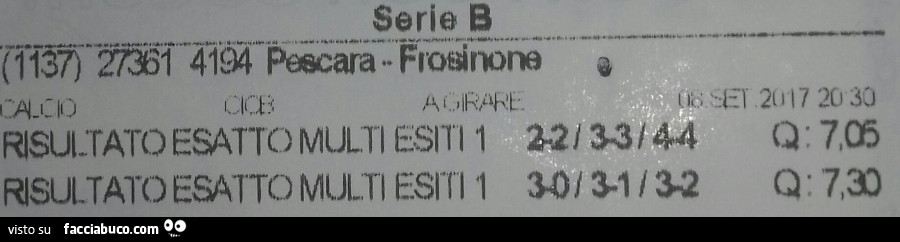 Serie B
(1137) 27361 4194 Pescara - Frosinone
CALCIO CICB A GIRARE 08 SET 2017 20:30
RISULTATO ESATTO MULTI ESITI 1 2-2 / 3-3 / 4-4 Q: 7,05
RISULTATO ESATTO MULTI ESITI 1 3-0 / 3-1 / 3-2 Q: 7,30
visto su facciabuco.com